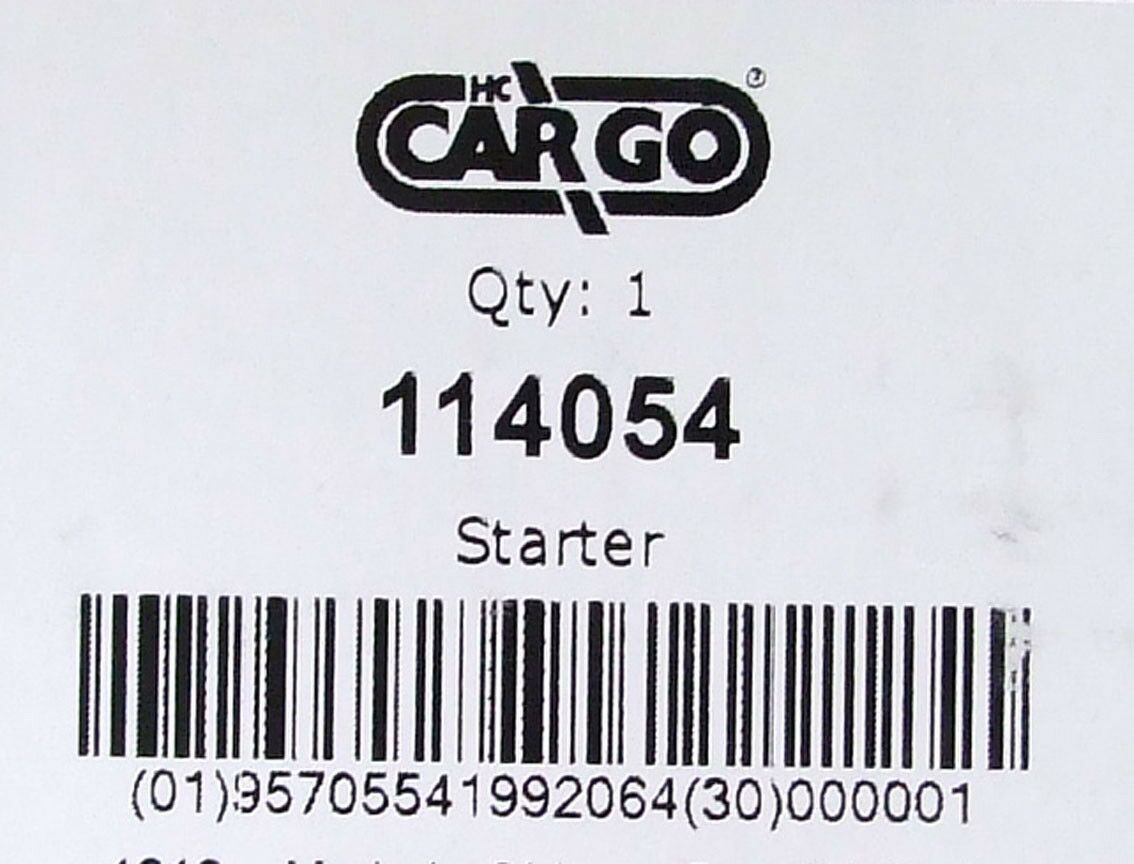 HC
CARGO
Qty: 1
114054
Starter
(01)95705541992064(30)000001